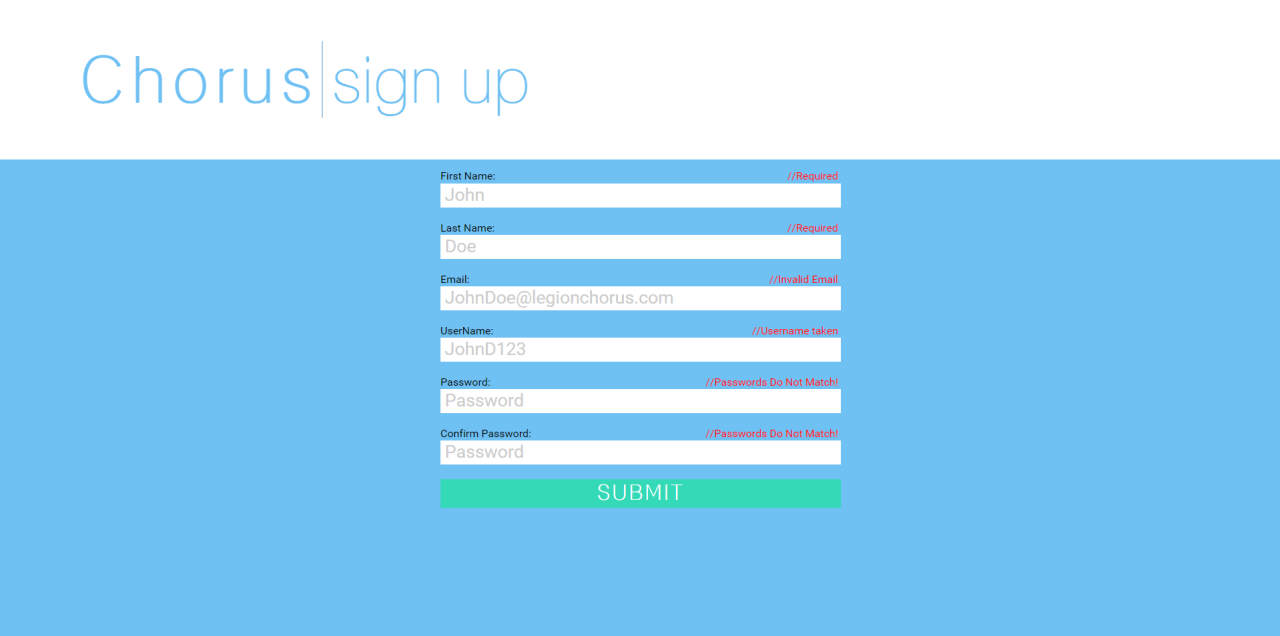 Chorus|sign up
First Name: //Required
John
Last Name: //Required
Doe
Email: //Invalid Email
JohnDoe@legionchorus.com
UserName: //Username taken
JohnD123
Password: //Passwords Do Not Match!
Password
Confirm Password: //Passwords Do Not Match!
Password
SUBMIT